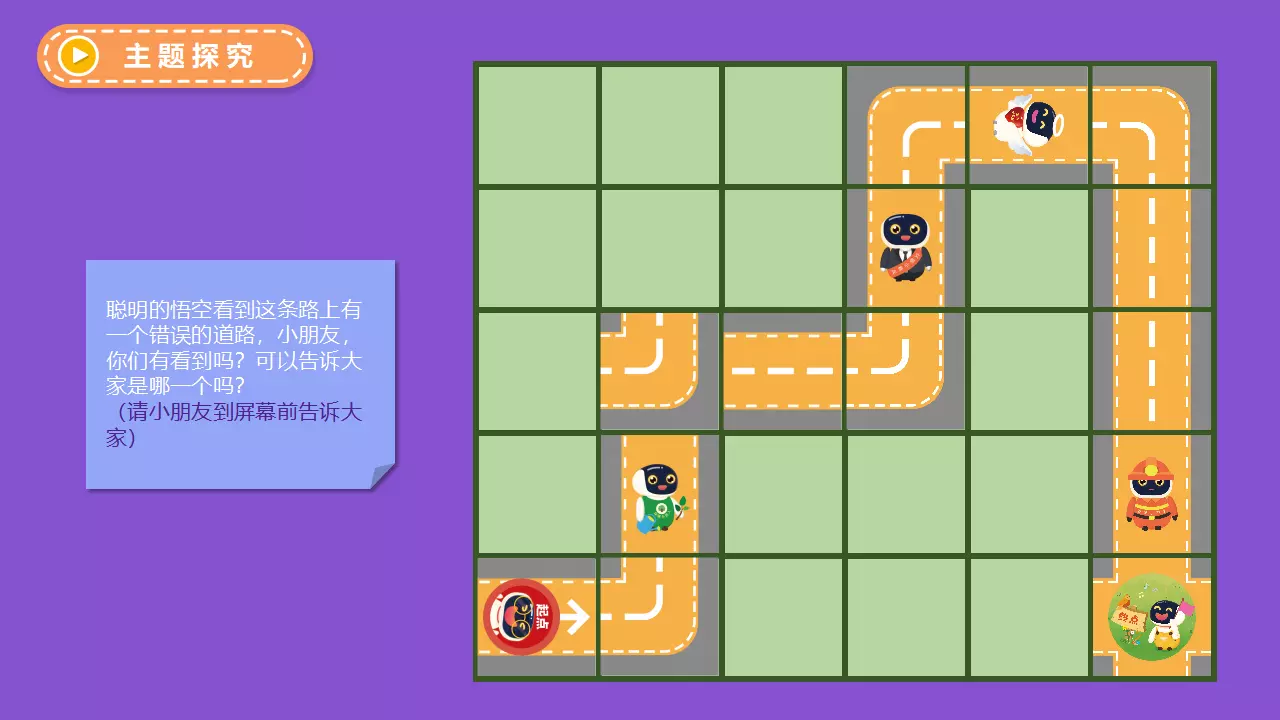 主题探究
聪明的悟空看到这条路上有
一个错误的道路，小朋友，
你们有看到吗？可以告诉大
家是哪一个吗？
（请小朋友到屏幕前告诉大
家）
起点
终点